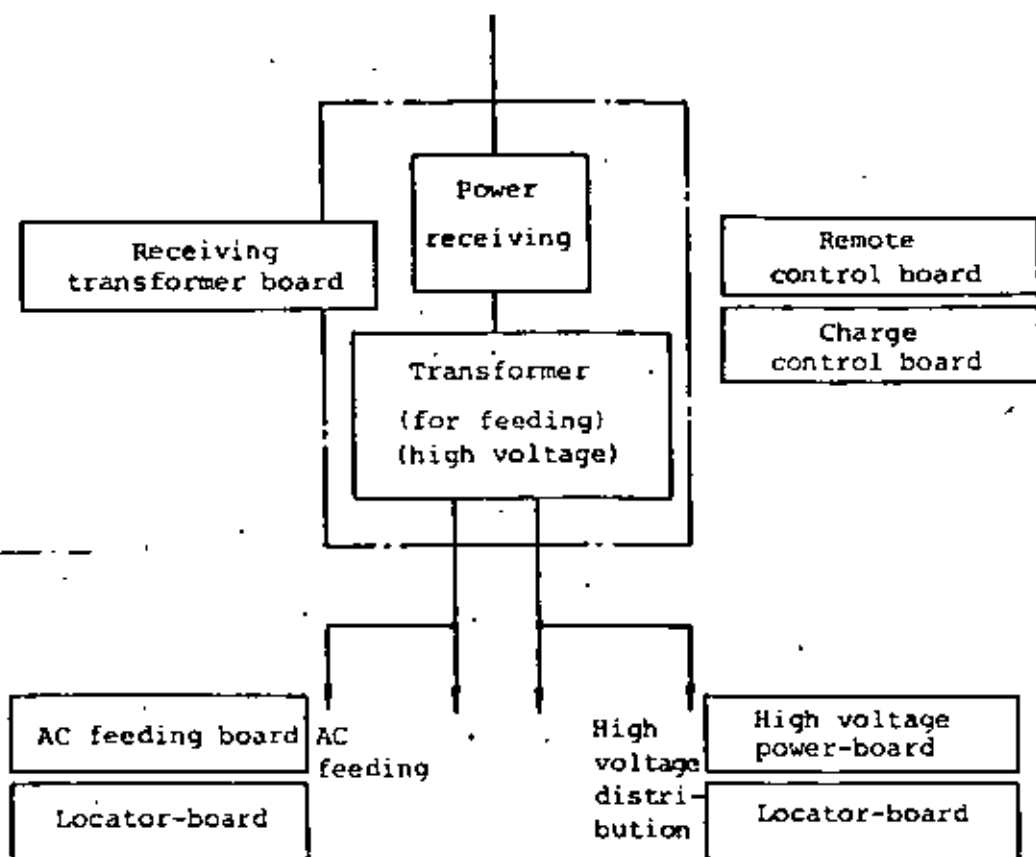 Power
receiving
Receiving
transformer board
Remote
control board
Charge
control board
Transformer
(for feeding)
(high voltage)
AC feeding board
Locator-board
AC
feeding
High
voltage
distri-
bution
High voltage
power-board
Locator-board